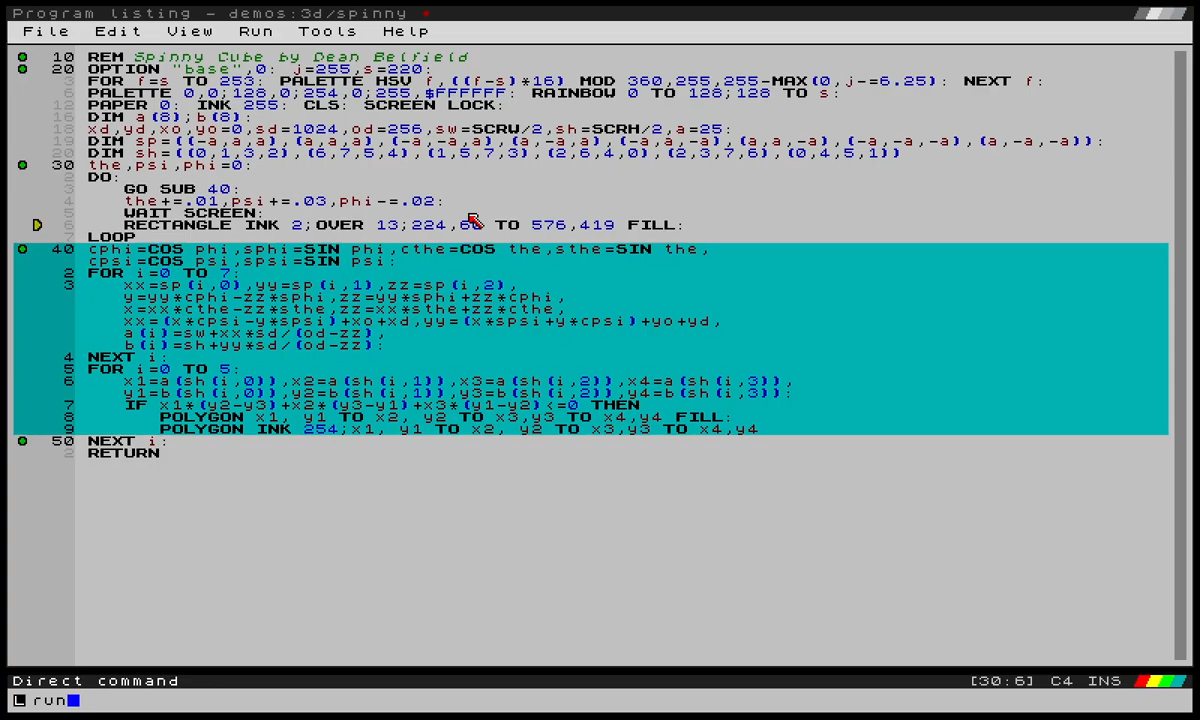 Program listing - demos:3d/spinny
File Edit View Run Tools Help
10 REM Spinny Cube by Dean Belfield
20 OPTION "base",0: j=255,s=220:
3 FOR f=s TO 253: PALETTE HSV f,((f-s)*16) MOD 360,255,255-MAX(0,j-=6.25): NEXT f:
6 PALETTE 0,0;128,0;254,0;255,$FFFFFF: RAINBOW 0 TO 128;128 TO s:
12 PAPER 0: INK 255: CLS: SCREEN LOCK:
16 DIM a(8);b(8):
18 xd,yd,xo,yo=0,sd=1024,od=256,sw=SCRW/2,sh=SCRH/2,a=25:
19 DIM sp=((-a,a,a),(a,a,a),(-a,-a,a),(a,-a,a),(-a,a,-a),(a,a,-a),(-a,-a,-a),(a,-a,-a)):
20 DIM sh=((0,1,3,2),(6,7,5,4),(1,5,7,3),(2,6,4,0),(2,3,7,6),(0,4,5,1))
30 the,psi,phi=0:
2 DO:
3 GO SUB 40:
4 the+=.01,psi+=.03,phi-=.02:
5 WAIT SCREEN:
6 RECTANGLE INK 2;OVER 13;224,60 TO 576,419 FILL:
7 LOOP
40 cphi=COS phi,sphi=SIN phi,cthe=COS the,sthe=SIN the,
cpsi=COS psi,spsi=SIN psi:
2 FOR i=0 TO 7:
3 xx=sp(i,0),yy=sp(i,1),zz=sp(i,2),
y=yy*cphi-zz*sphi,zz=yy*sphi+zz*cphi,
x=xx*cthe-zz*sthe,zz=xx*sthe+zz*cthe,
xx=(x*cpsi-y*spsi)+xo+xd,yy=(x*spsi+y*cpsi)+yo+yd,
a(i)=sw+xx*sd/(od-zz),
b(i)=sh+yy*sd/(od-zz):
4 NEXT i:
5 FOR i=0 TO 5:
6 x1=a(sh(i,0)),x2=a(sh(i,1)),x3=a(sh(i,2)),x4=a(sh(i,3)),
y1=b(sh(i,0)),y2=b(sh(i,1)),y3=b(sh(i,2)),y4=b(sh(i,3)):
7 IF x1*(y2-y3)+x2*(y3-y1)+x3*(y1-y2)<=0 THEN
8 POLYGON x1, y1 TO x2, y2 TO x3,y3 TO x4,y4 FILL:
9 POLYGON INK 254;x1, y1 TO x2, y2 TO x3,y3 TO x4,y4
50 NEXT i:
2 RETURN
Direct command [30:6] C4 INS
run